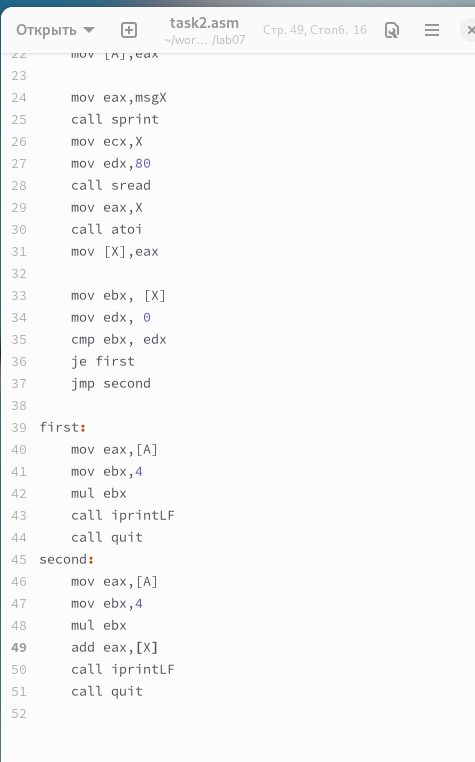 Открыть
task2.asm
~/wor... /lab07
Стр. 49, Столб. 16
22 mov [A],eax
23
24 mov eax,msgX
25 call sprint
26 mov ecx,X
27 mov edx,80
28 call sread
29 mov eax,X
30 call atoi
31 mov [X],eax
32
33 mov ebx, [X]
34 mov edx, 0
35 cmp ebx, edx
36 je first
37 jmp second
38
39 first:
40 mov eax,[A]
41 mov ebx,4
42 mul ebx
43 call iprintLF
44 call quit
45 second:
46 mov eax,[A]
47 mov ebx,4
48 mul ebx
49 add eax,[X]
50 call iprintLF
51 call quit
52